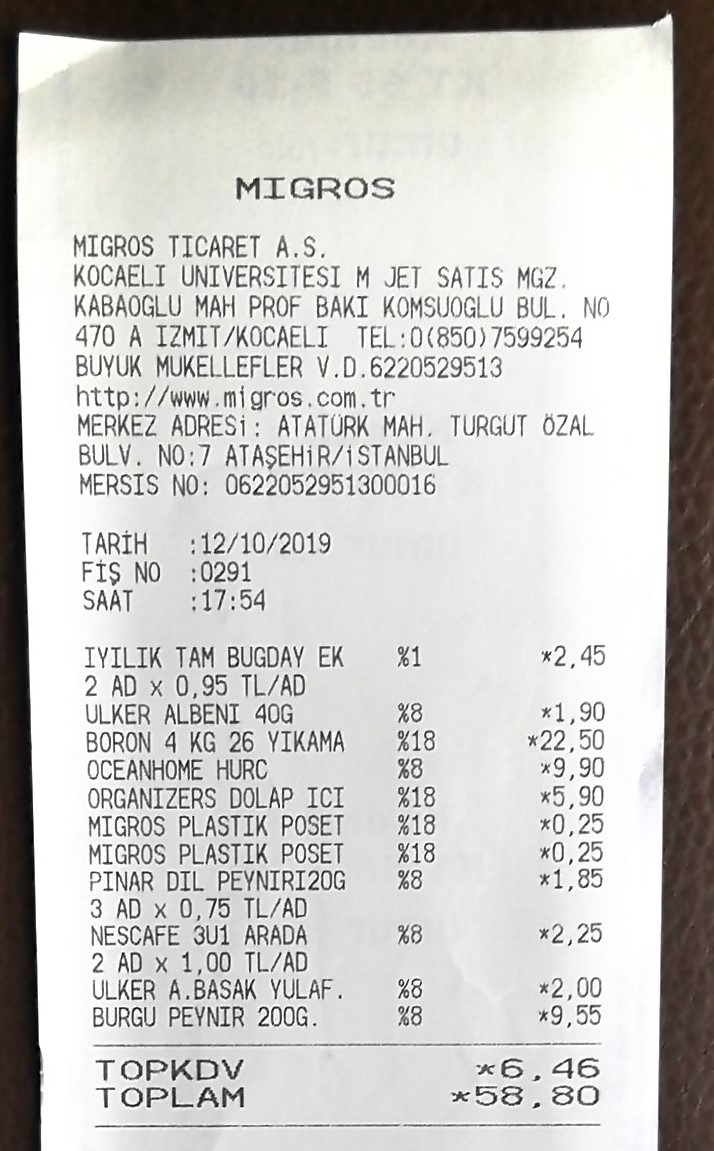 MIGROS
MIGROS TICARET A.S.
KOCAELI UNIVERSITESI M JET SATIS MGZ.
KABAOGLU MAH PROF BAKI KOMSUOGLU BUL. NO
470 A IZMIT/KOCAELI TEL:0(850)7599254
BUYUK MUKELLEFLER V.D.6220529513
http://www.migros.com.tr
MERKEZ ADRESİ: ATATÜRK MAH. TURGUT ÖZAL
BULV. NO:7 ATAŞEHİR/İSTANBUL
MERSIS NO: 0622052951300016
TARİH :12/10/2019
FİŞ NO :0291
SAAT :17:54
IYILIK TAM BUGDAY EK %1 *2,45
2 AD x 0,95 TL/AD
ULKER ALBENI 40G %8 *1,90
BORON 4 KG 26 YIKAMA %18 *22,50
OCEANHOME HURC %8 *9,90
ORGANIZERS DOLAP ICI %18 *5,90
MIGROS PLASTIK POSET %18 *0,25
MIGROS PLASTIK POSET %18 *0,25
PINAR DIL PEYNIRI20G %8 *1,85
3 AD x 0,75 TL/AD
NESCAFE 3U1 ARADA %8 *2,25
2 AD x 1,00 TL/AD
ULKER A.BASAK YULAF. %8 *2,00
BURGU PEYNIR 200G. %8 *9,55
TOPKDV *6,46
TOPLAM *58,80